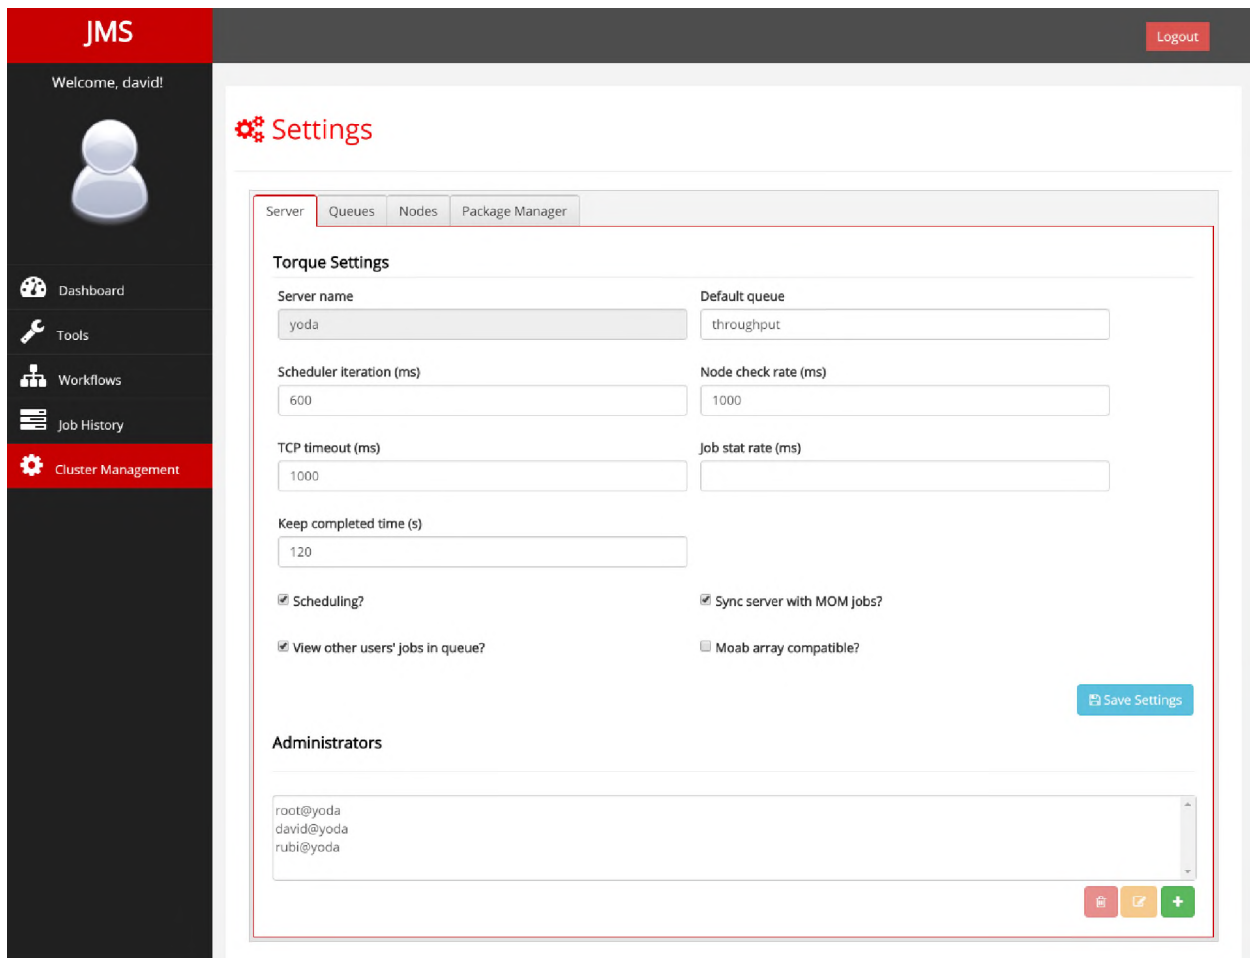 JMS
Logout
Welcome, david!
Settings
Server Queues Nodes Package Manager
Dashboard
Tools
Workflows
Job History
Cluster Management
Torque Settings
Server name Default queue
yoda throughput
Scheduler iteration (ms) Node check rate (ms)
600 1000
TCP timeout (ms) Job stat rate (ms)
1000
Keep completed time (s)
120
Scheduling? Sync server with MOM jobs?
View other users' jobs in queue? Moab array compatible?
Save Settings
Administrators
root@yoda
david@yoda
rubi@yoda